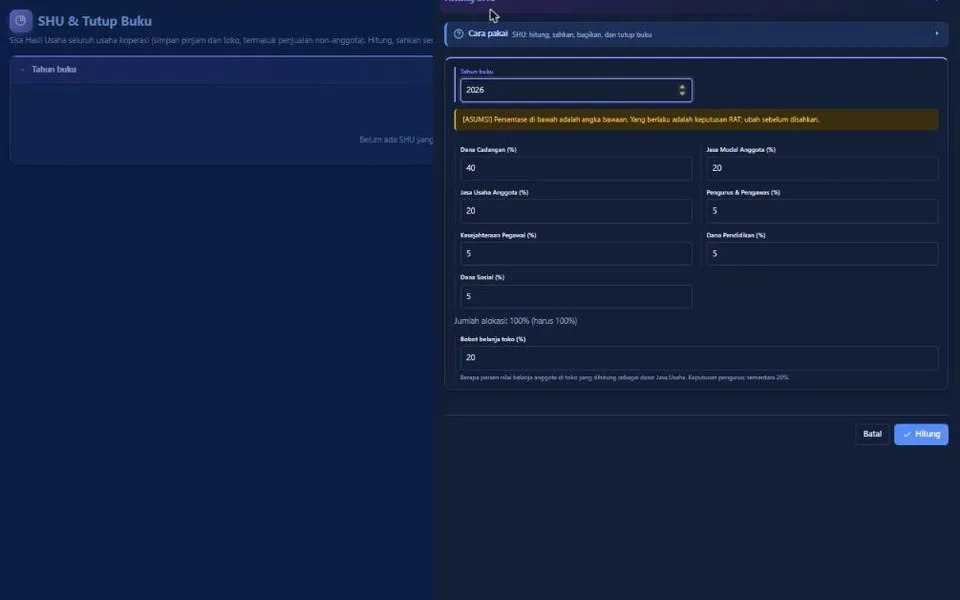 SHU & Tutup Buku
Sisa Hasil Usaha seluruh usaha koperasi (simpan pinjam dan toko, termasuk penjualan non-anggota). Hitung, sahkan
Tahun buku
Belum ada SHU yang
Cara pakai SHU: hitung, sahkan, bagikan, dan tutup buku
Tahun buku
2026
[ASUMSI] Persentase di bawah adalah angka bawaan. Yang berlaku adalah keputusan RAT; ubah sebelum disahkan.
Dana Cadangan (%)
40
Jasa Modal Anggota (%)
20
Jasa Usaha Anggota (%)
20
Pengurus & Pengawas (%)
5
Kesejahteraan Pegawai (%)
5
Dana Pendidikan (%)
5
Dana Sosial (%)
5
Jumlah alokasi: 100% (harus 100%)
Bobot belanja toko (%)
20
Berapa persen nilai belanja anggota di toko yang dihitung sebagai dasar Jasa Usaha. Keputusan pengurus; sementara 20%.
Batal
Hitung